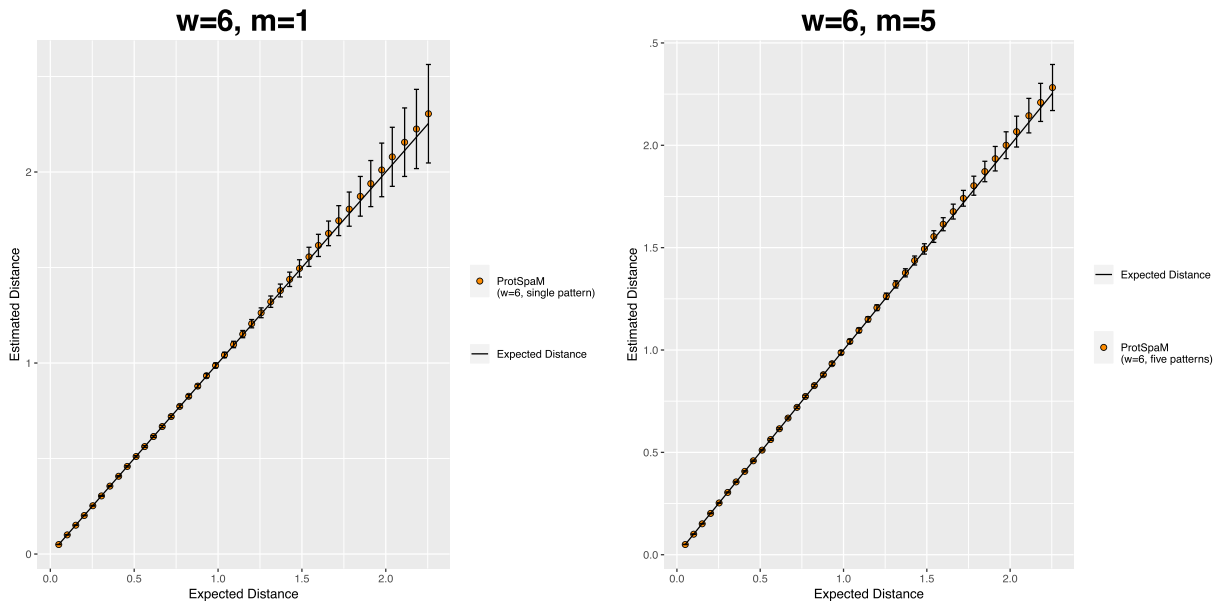 w=6, m=1
2
1
0
0.0 0.5 1.0 1.5 2.0
Expected Distance
Estimated Distance
ProtSpaM
(w=6, single pattern)
Expected Distance
w=6, m=5
.5
2.0
1.5
1.0
0.5
0.0
0.0 0.5 1.0 1.5 2.0
Expected Distance
Estimated Distance
Expected Distance
ProtSpaM
(w=6, five patterns)